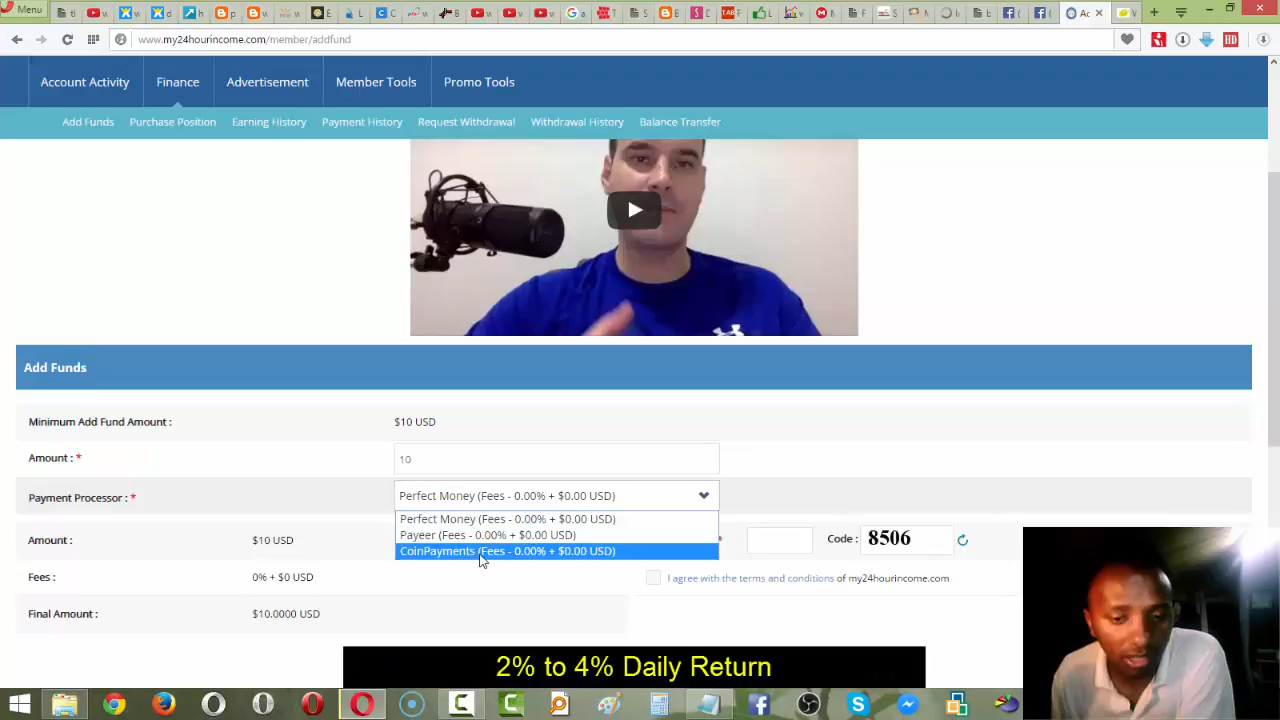 Menu
www.my24hourincome.com/member/addfund
Account Activity
Finance
Advertisement
Member Tools
Promo Tools
Add Funds
Purchase Position
Earning History
Payment History
Request Withdrawal
Withdrawal History
Balance Transfer
Add Funds
Minimum Add Fund Amount : $10 USD
Amount : * 10
Payment Processor : * Perfect Money (Fees - 0.00% + $0.00 USD)
Perfect Money (Fees - 0.00% + $0.00 USD)
Payeer (Fees - 0.00% + $0.00 USD)
CoinPayments (Fees - 0.00% + $0.00 USD)
Amount : $10 USD * Code : 8506
Fees : 0% + $0 USD
I agree with the terms and conditions of my24hourincome.com
Final Amount : $10.0000 USD
2% to 4% Daily Return